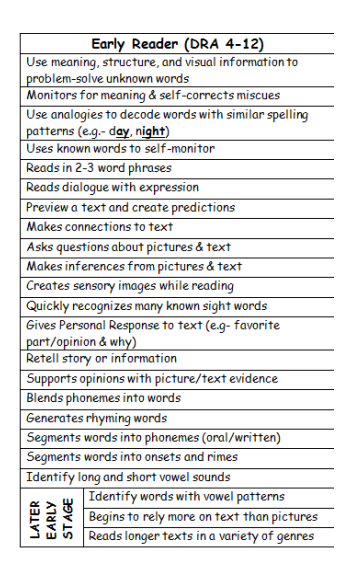 Early Reader (DRA 4-12)
Use meaning, structure, and visual information to
problem-solve unknown words
Monitors for meaning & self-corrects miscues
Use analogies to decode words with similar spelling
patterns (e.g.- day, night)
Uses known words to self-monitor
Reads in 2-3 word phrases
Reads dialogue with expression
Preview a text and create predictions
Makes connections to text
Asks questions about pictures & text
Makes inferences from pictures & text
Creates sensory images while reading
Quickly recognizes many known sight words
Gives Personal Response to text (e.g- favorite
part/opinion & why)
Retell story or information
Supports opinions with picture/text evidence
Blends phonemes into words
Generates rhyming words
Segments words into phonemes (oral/written)
Segments words into onsets and rimes
Identify long and short vowel sounds
LATER
EARLY
STAGE
Identify words with vowel patterns
Begins to rely more on text than pictures
Reads longer texts in a variety of genres